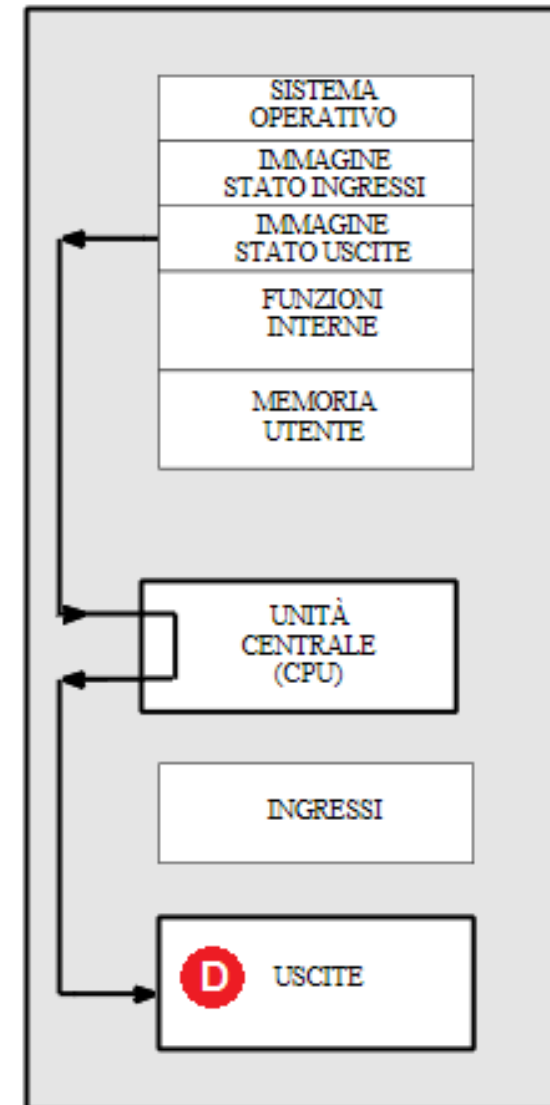 SISTEMA
OPERATIVO
IMMAGINE
STATO INGRESSI
IMMAGINE
STATO USCITE
FUNZIONI
INTERNE
MEMORIA
UTENTE
UNITÀ
CENTRALE
(CPU)
INGRESSI
D USCITE